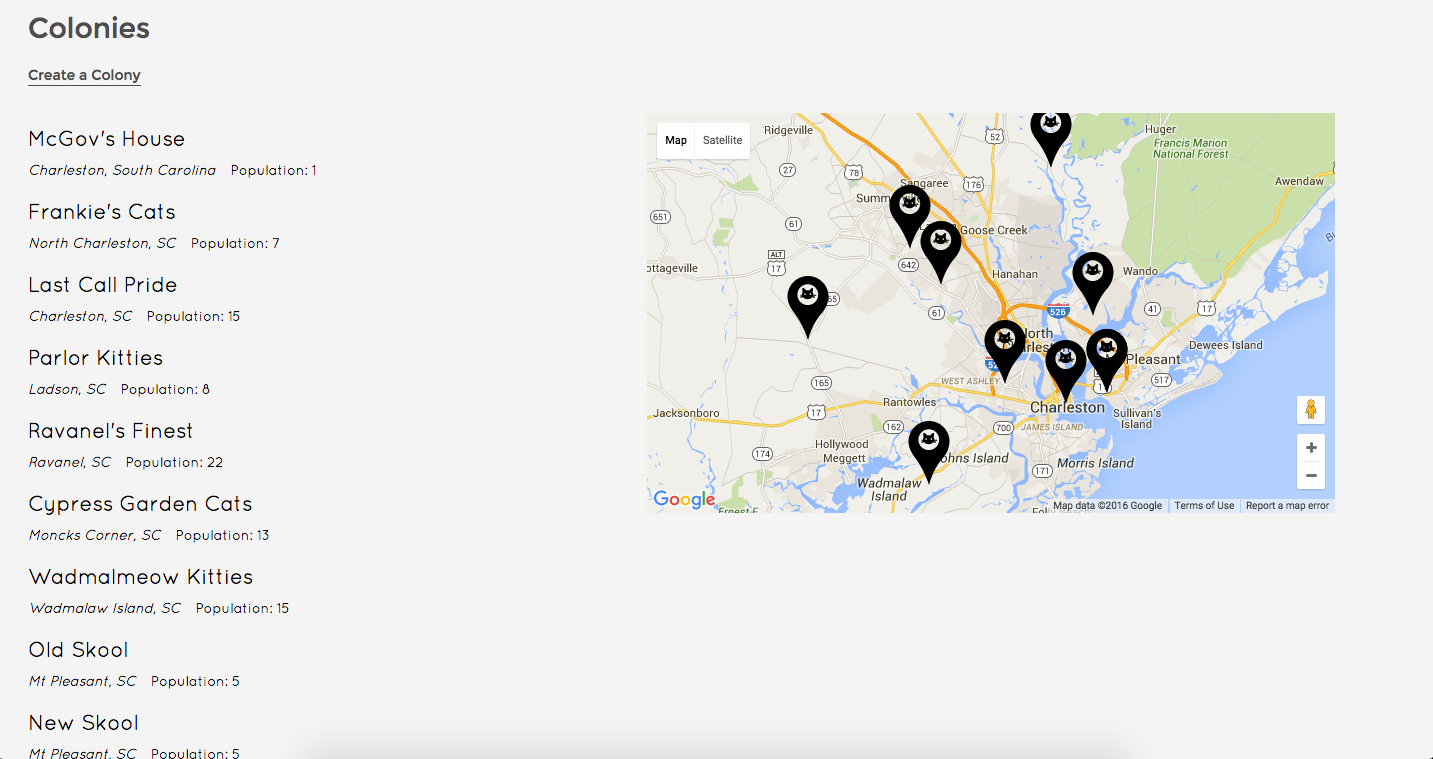 Colonies
Create a Colony
McGov's House
Charleston, South Carolina Population: 1
Frankie's Cats
North Charleston, SC Population: 7
Last Call Pride
Charleston, SC Population: 15
Parlor Kitties
Ladson, SC Population: 8
Ravanel's Finest
Ravanel, SC Population: 22
Cypress Garden Cats
Moncks Corner, SC Population: 13
Wadmalmeow Kitties
Wadmalaw Island, SC Population: 15
Old Skool
Mt Pleasant, SC Population: 5
New Skool
Mt Pleasant, SC Population: 5
Map Satellite
Ridgeville
52
Huger
Francis Marion
National Forest
27
78
Sangaree
176
Awendaw
Summ
651
61
Goose Creek
ALT
17
ottageville
642
Hanahan
Wando
65
61
526
41
17
North
Charlest
Dewees Island
52
Pleasant
165
WEST ASHLEY
17
517
Rantowles
Charleston
Jacksonboro
17
Sullivan's
Island
162
700
JAMES ISLAND
Hollywood
Meggett
174
ohns Island
171
Morris Island
Wadmalaw
Island
Google
Ernest F
Folly Beach
Map data ©2016 Google Terms of Use Report a map error